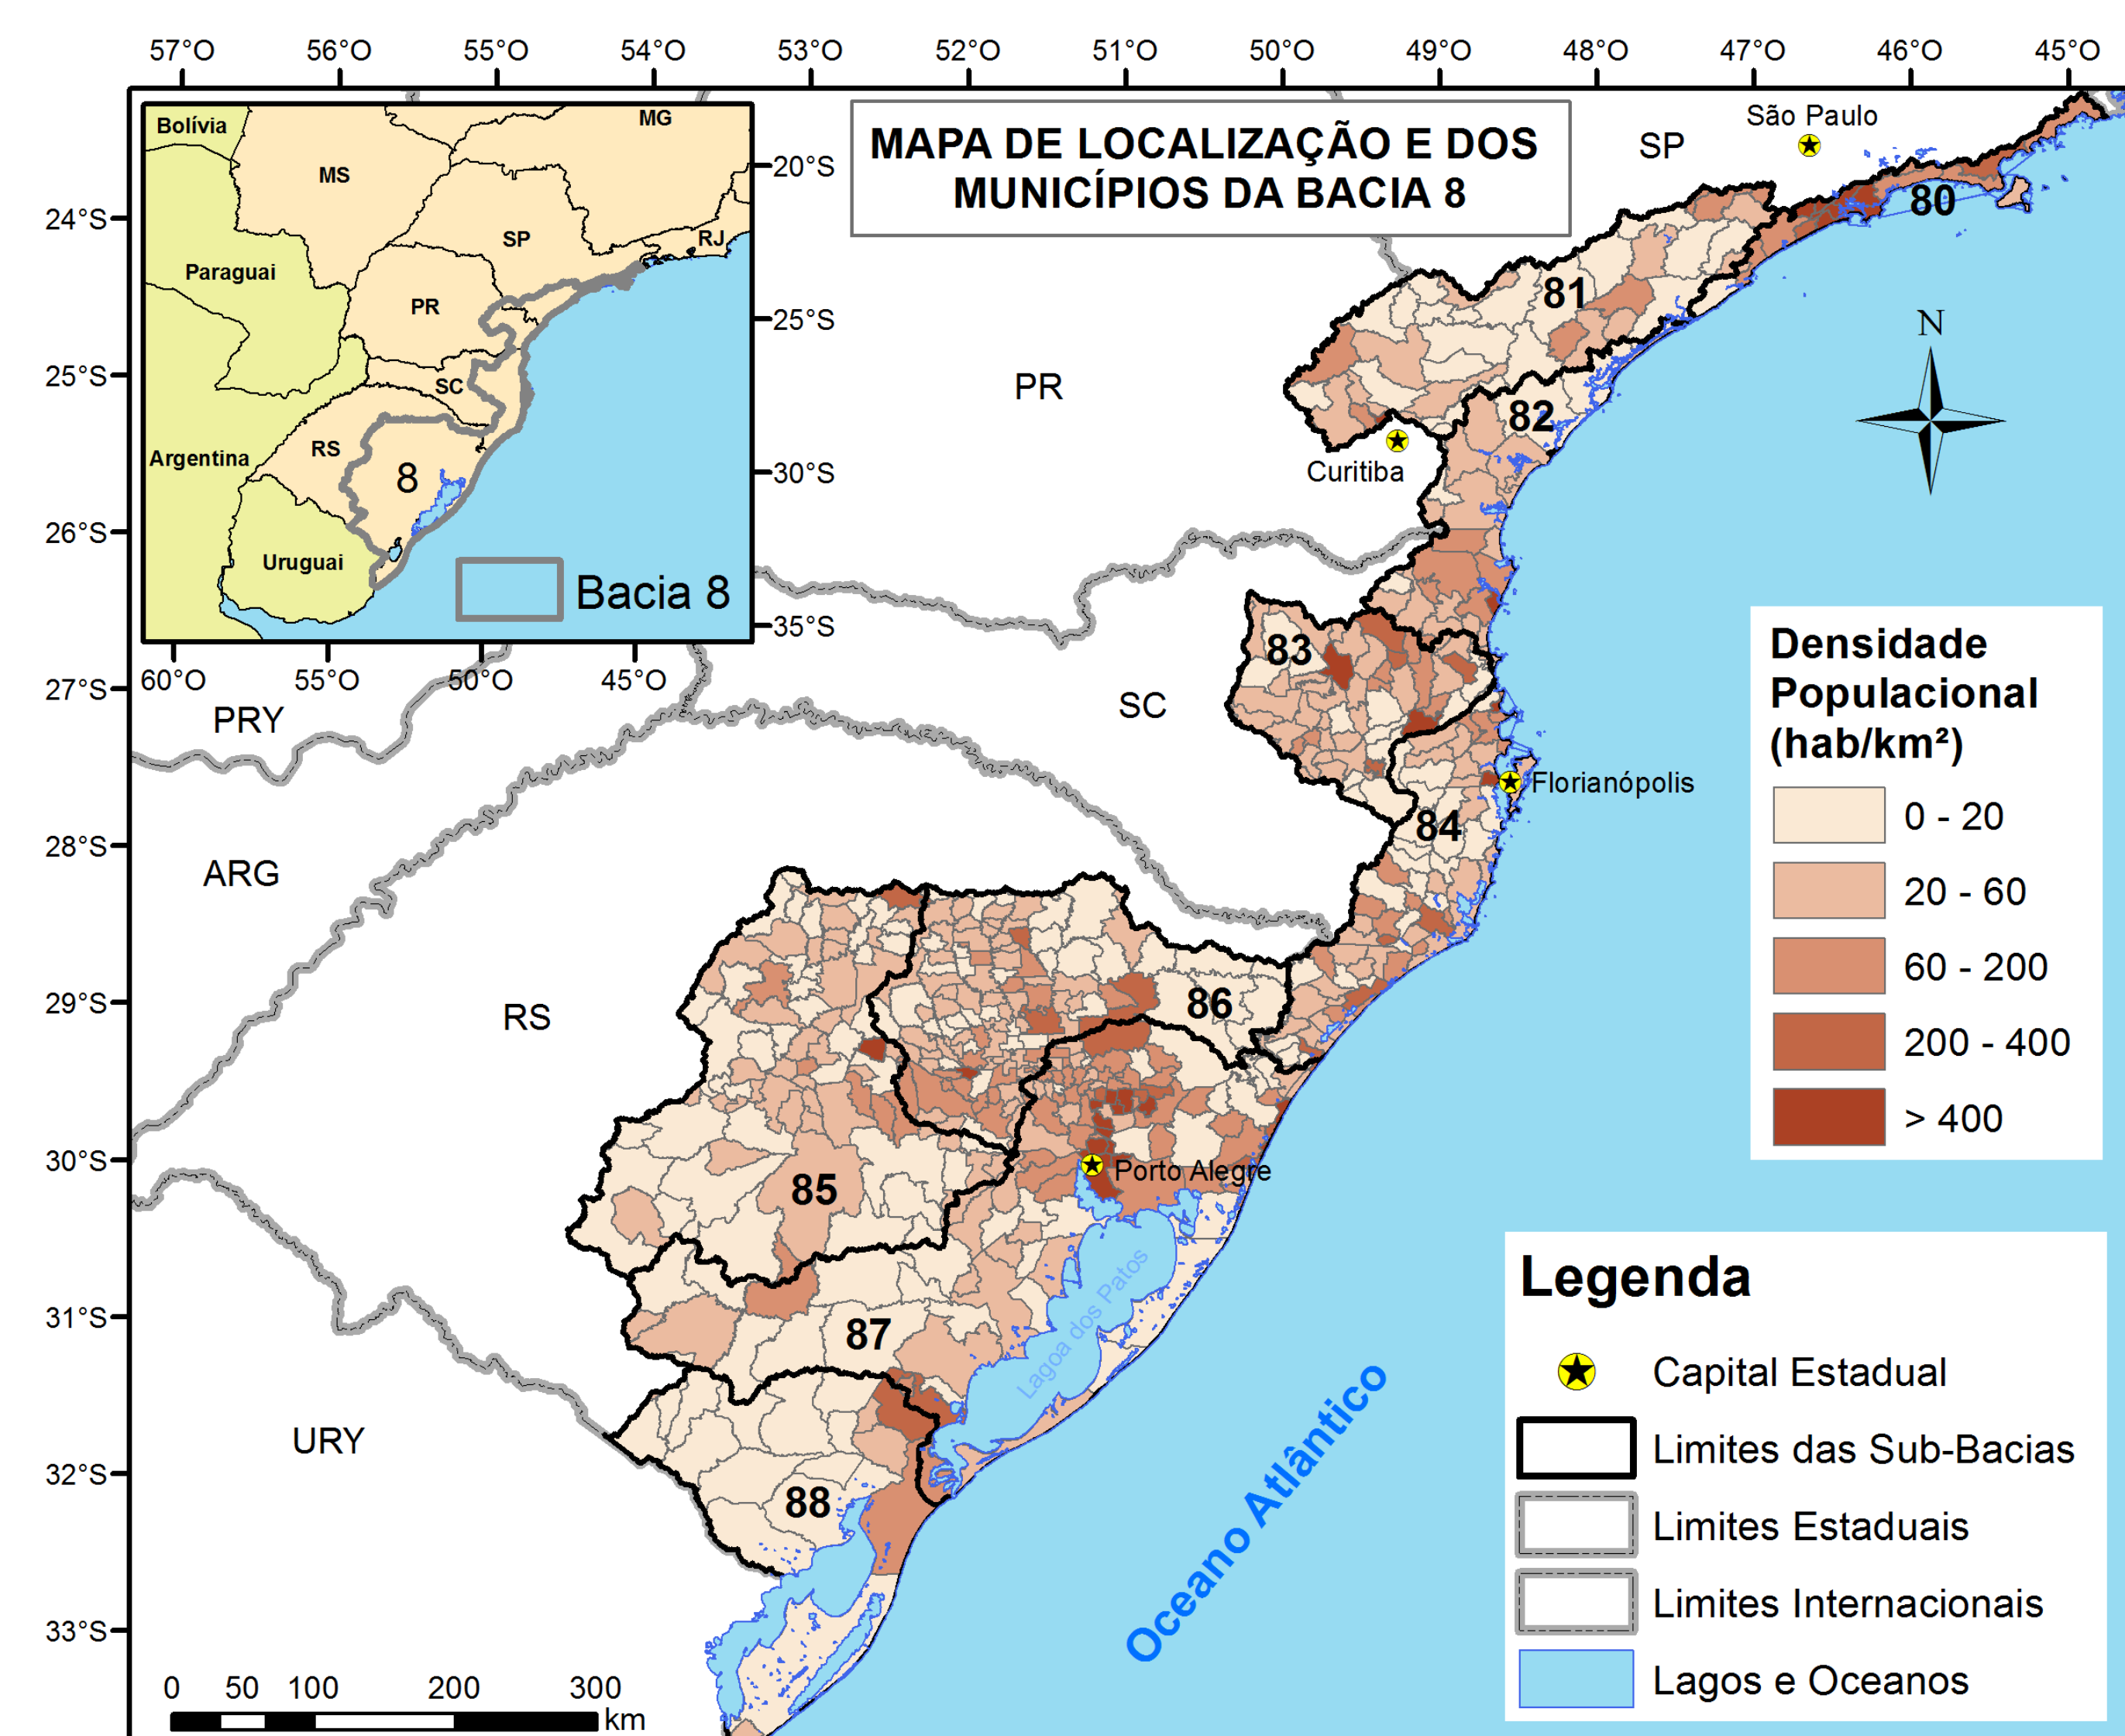 57°O 56°O 55°O 54°O 53°O 52°O 51°O 50°O 49°O 48°O 47°O 46°O 45°O
MAPA DE LOCALIZAÇÃO E DOS
MUNICÍPIOS DA BACIA 8
Bolívia
MS
MG
SP
RJ
Paraguai
PR
SC
RS
Argentina
8
Uruguai
Bacia 8
20°S
25°S
30°S
35°S
60°O 55°O 50°O 45°O
24°S
25°S
26°S
27°S
28°S
29°S
30°S
31°S
32°S
33°S
SP
São Paulo
80
81
82
PR
Curitiba
N
83
SC
PRY
Florianópolis
84
ARG
RS
86
Porto Alegre
85
Lagoa dos Patos
87
URY
88
Oceano Atlântico
Densidade
Populacional
(hab/km²)
0 - 20
20 - 60
60 - 200
200 - 400
> 400
Legenda
Capital Estadual
Limites das Sub-Bacias
Limites Estaduais
Limites Internacionais
Lagos e Oceanos
0 50 100 200 300
km